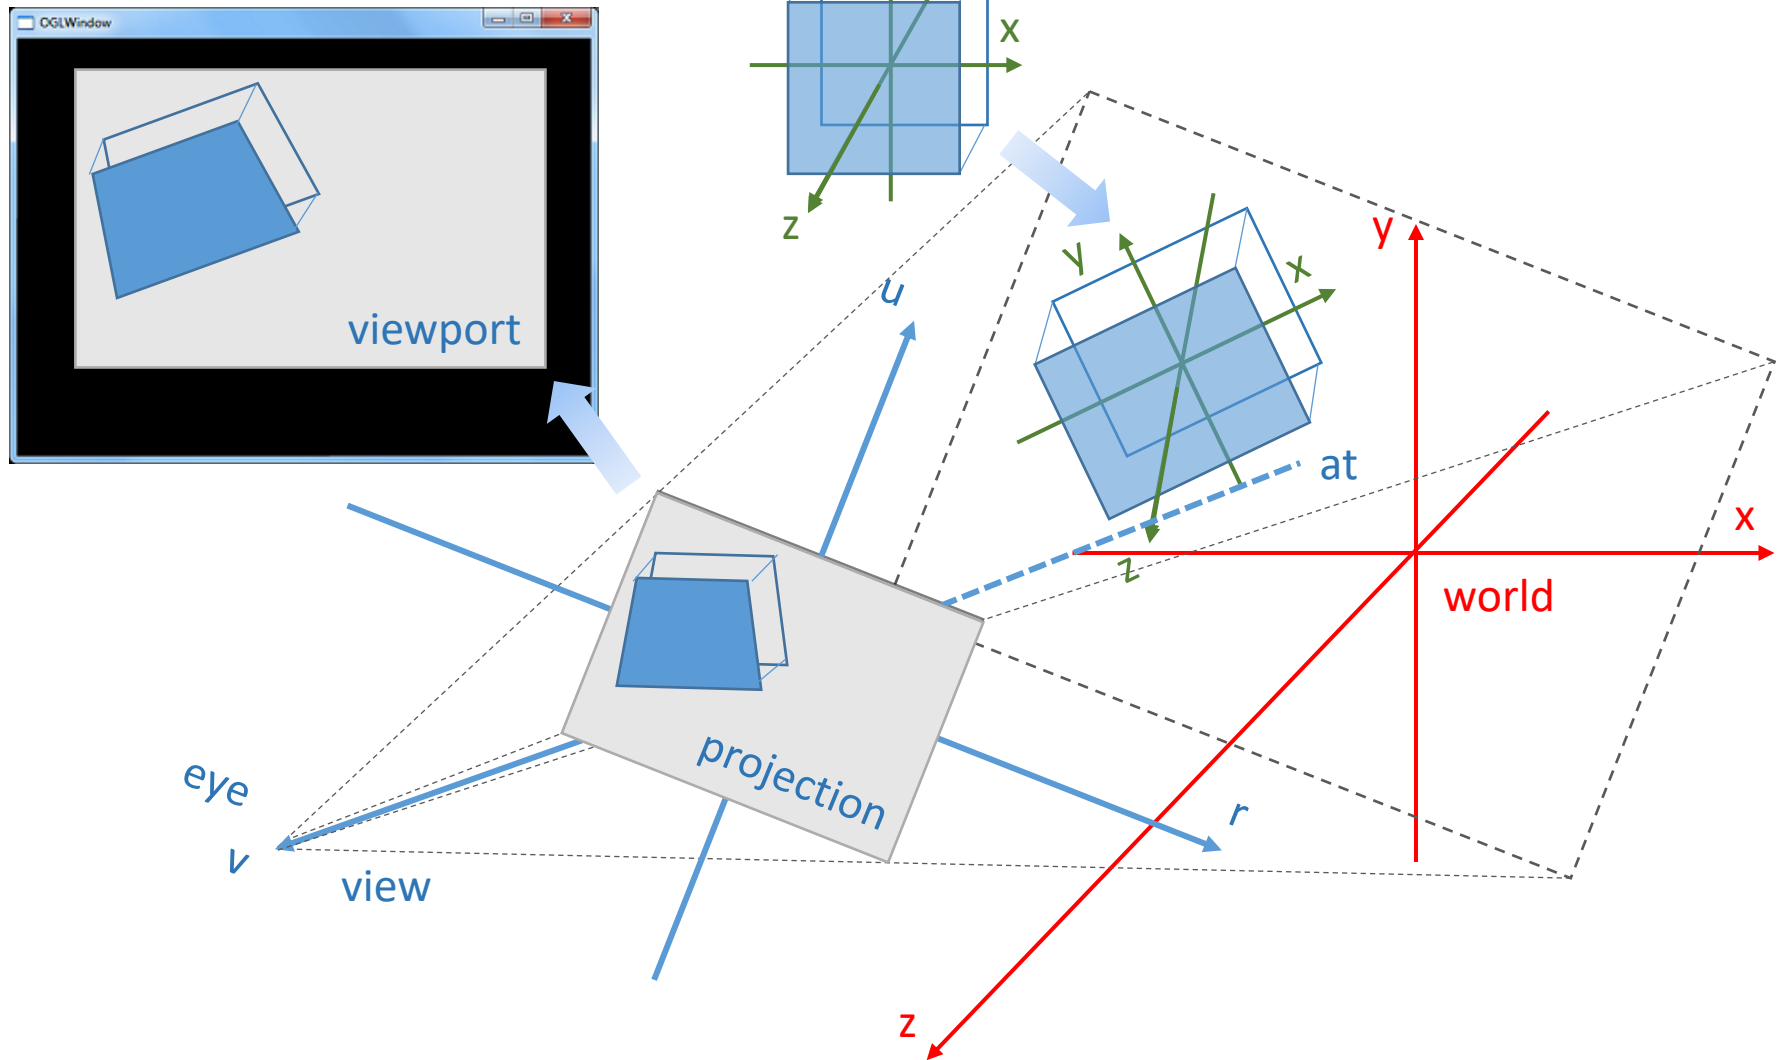 OGLWindow
x
z
y
y
x
u
viewport
at
x
z
world
projection
eye
r
v
view
z